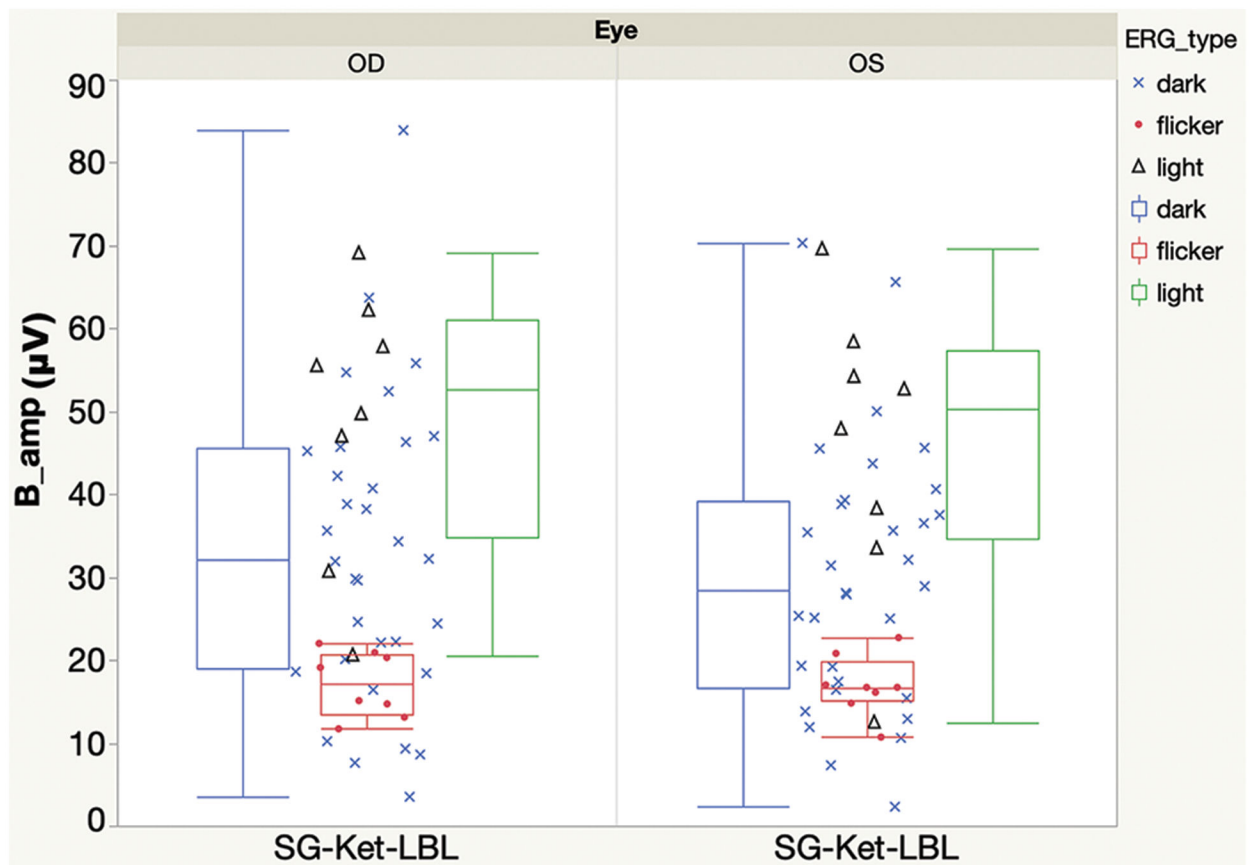 Eye
OD OS
ERG_type
dark
flicker
light
dark
flicker
light
B_amp (µV)
90
80
70
60
50
40
30
20
10
0
SG-Ket-LBL SG-Ket-LBL